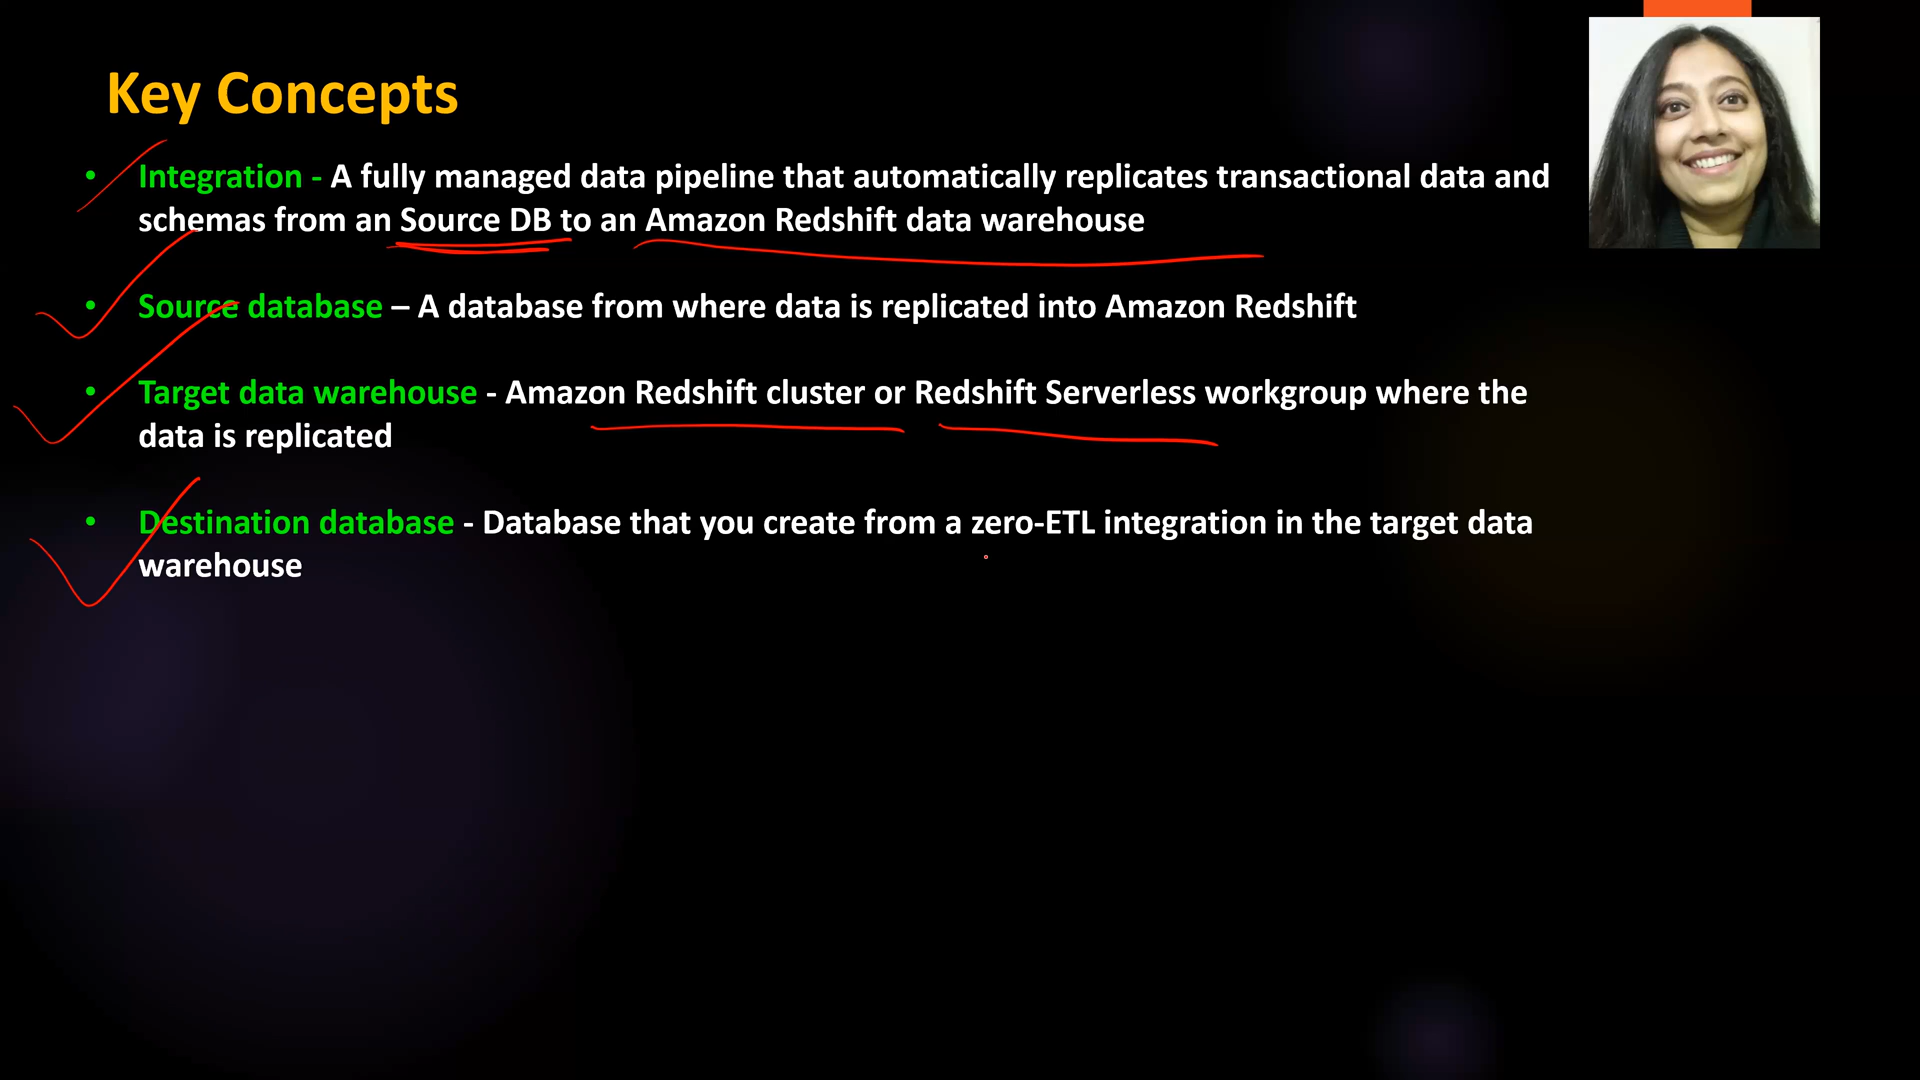 Key Concepts
• Integration - A fully managed data pipeline that automatically replicates transactional data and
schemas from an Source DB to an Amazon Redshift data warehouse
• Source database – A database from where data is replicated into Amazon Redshift
• Target data warehouse - Amazon Redshift cluster or Redshift Serverless workgroup where the
data is replicated
• Destination database - Database that you create from a zero-ETL integration in the target data
warehouse